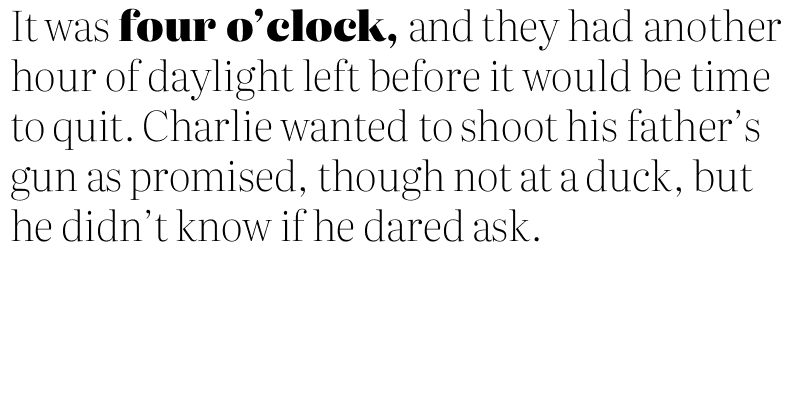 It was four o’clock, and they had another
hour of daylight left before it would be time
to quit. Charlie wanted to shoot his father’s
gun as promised, though not at a duck, but
he didn’t know if he dared ask.